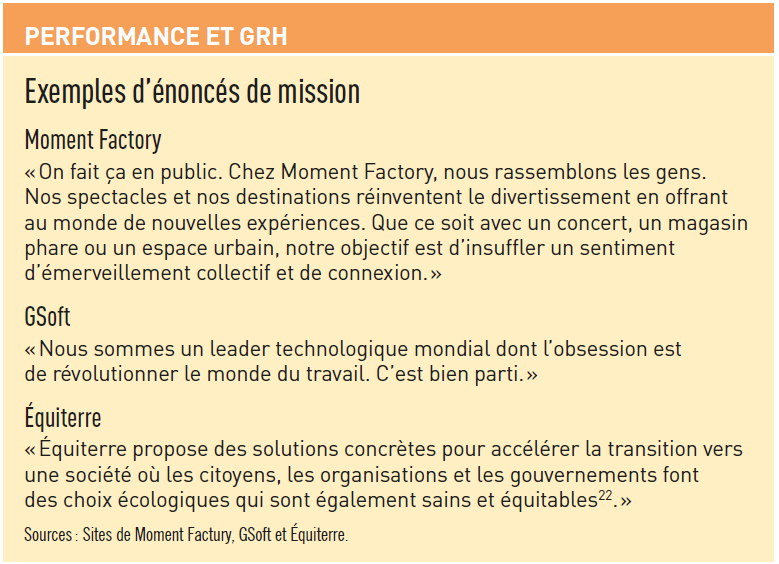 PERFORMANCE ET GRH
Exemples d’énoncés de mission
Moment Factory
« On fait ça en public. Chez Moment Factory, nous rassemblons les gens.
Nos spectacles et nos destinations réinventent le divertissement en offrant
au monde de nouvelles expériences. Que ce soit avec un concert, un magasin
phare ou un espace urbain, notre objectif est d’insuffler un sentiment
d’émerveillement collectif et de connexion. »
GSoft
« Nous sommes un leader technologique mondial dont l’obsession est
de révolutionner le monde du travail. C’est bien parti. »
Équiterre
« Équiterre propose des solutions concrètes pour accélérer la transition vers
une société où les citoyens, les organisations et les gouvernements font
des choix écologiques qui sont également sains et équitables²². »
Sources : Sites de Moment Factury, GSoft et Équiterre.